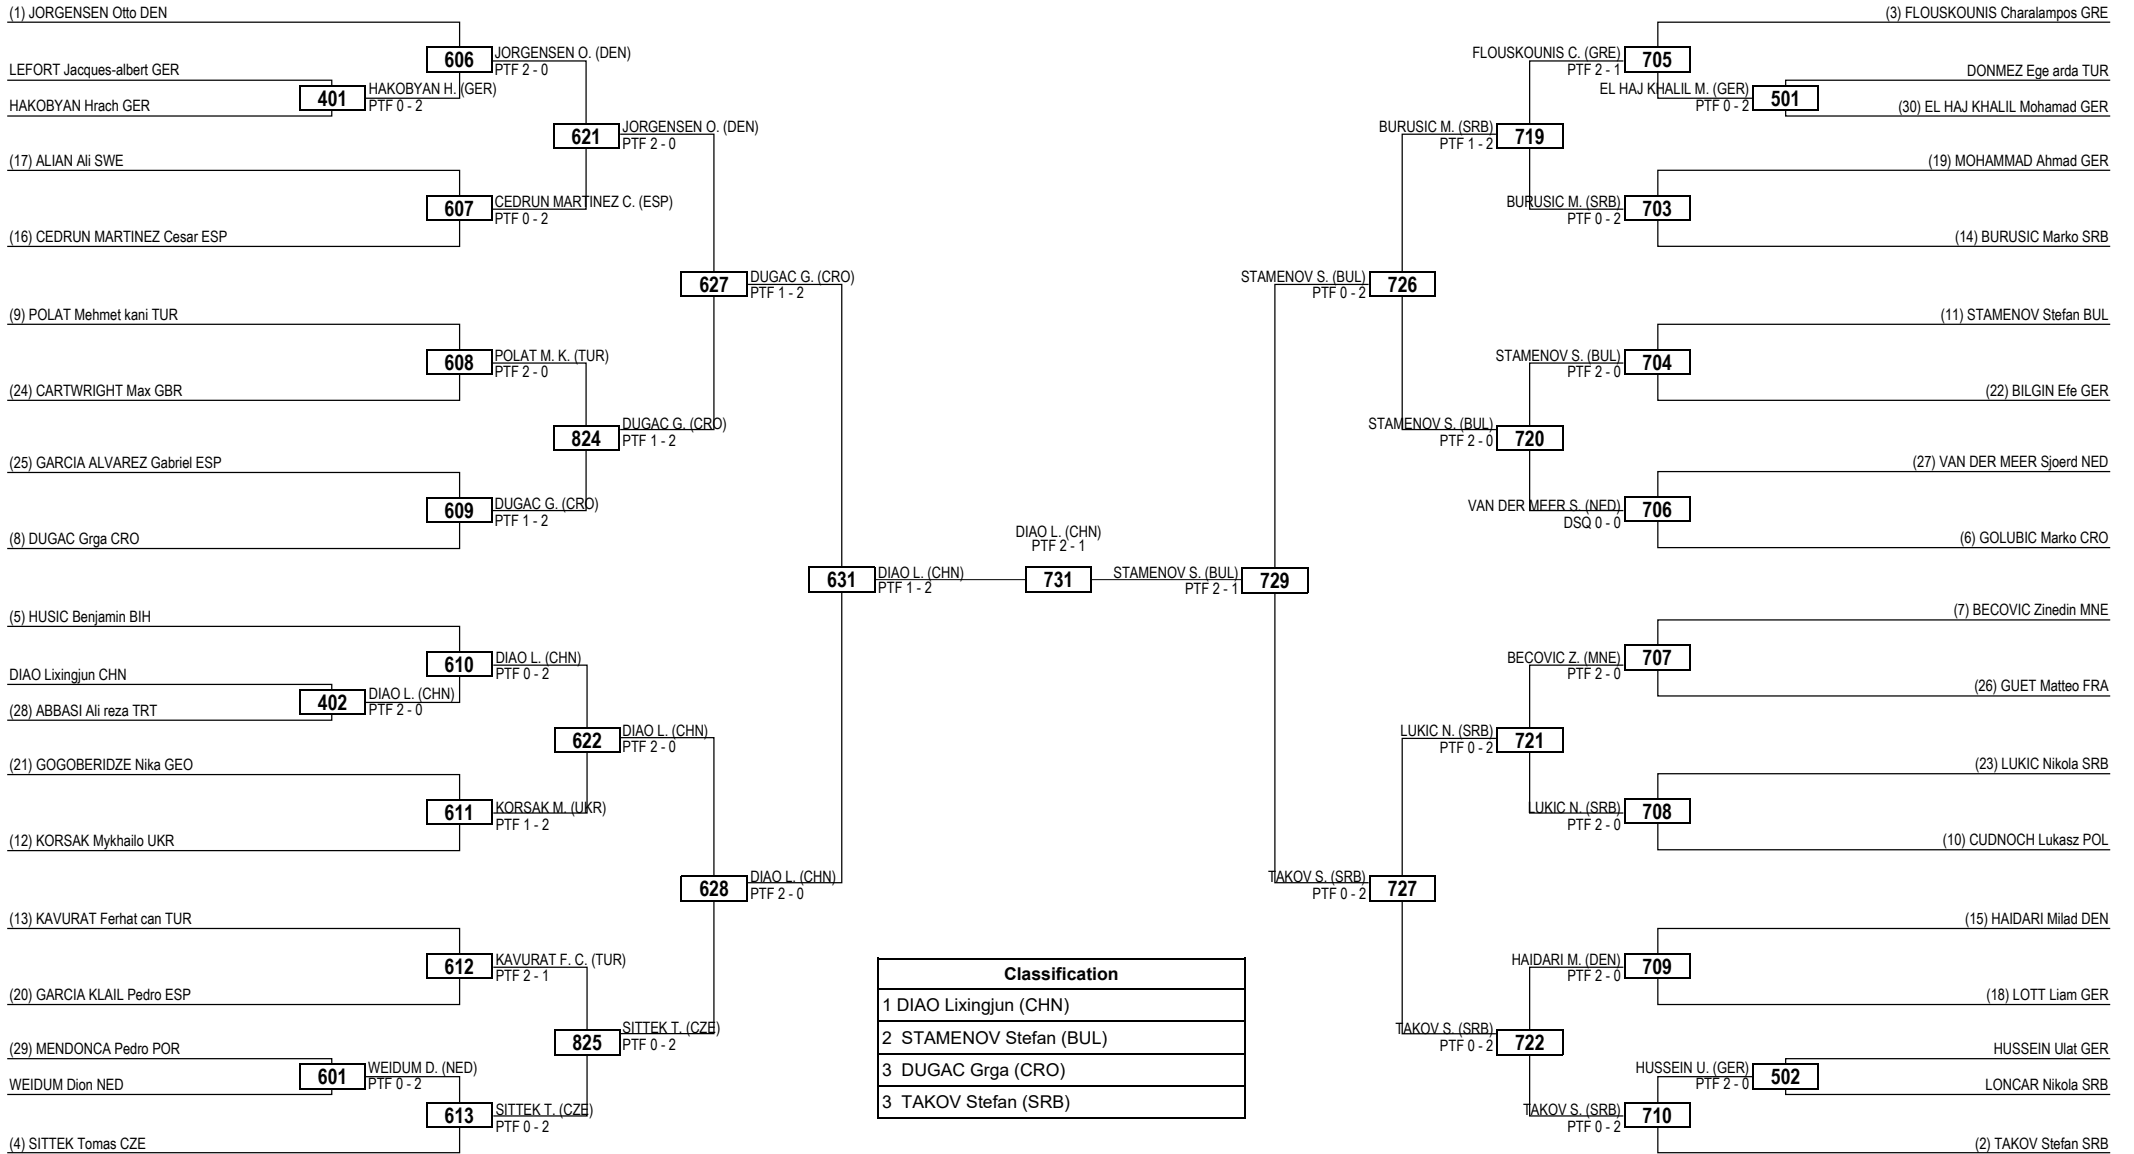 (1) JORGENSEN Otto DEN
606
JORGENSEN O. (DEN)
PTF 2 - 0
LEFORT Jacques-albert GER
401
HAKOBYAN H. (GER)
PTF 0 - 2
HAKOBYAN Hrach GER
621
JORGENSEN O. (DEN)
PTF 2 - 0
(17) ALIAN Ali SWE
607
CEDRUN MARTINEZ C. (ESP)
PTF 0 - 2
(16) CEDRUN MARTINEZ Cesar ESP
627
DUGAC G. (CRO)
PTF 1 - 2
(9) POLAT Mehmet kani TUR
608
POLAT M. K. (TUR)
PTF 2 - 0
(24) CARTWRIGHT Max GBR
824
DUGAC G. (CRO)
PTF 1 - 2
(25) GARCIA ALVAREZ Gabriel ESP
609
DUGAC G. (CRO)
PTF 1 - 2
(8) DUGAC Grga CRO
631
DIAO L. (CHN)
PTF 1 - 2
(5) HUSIC Benjamin BIH
610
DIAO L. (CHN)
PTF 0 - 2
DIAO Lixingjun CHN
402
DIAO L. (CHN)
PTF 2 - 0
(28) ABBASI Ali reza TRT
622
DIAO L. (CHN)
PTF 2 - 0
(21) GOGOBERIDZE Nika GEO
611
KORSAK M. (UKR)
PTF 1 - 2
(12) KORSAK Mykhailo UKR
628
DIAO L. (CHN)
PTF 2 - 0
(13) KAVURAT Ferhat can TUR
612
KAVURAT F. C. (TUR)
PTF 2 - 1
(20) GARCIA KLAIL Pedro ESP
825
SITTEK T. (CZE)
PTF 0 - 2
(29) MENDONCA Pedro POR
601
WEIDUM D. (NED)
PTF 0 - 2
WEIDUM Dion NED
613
SITTEK T. (CZE)
PTF 0 - 2
(4) SITTEK Tomas CZE
DIAO L. (CHN)
PTF 2 - 1
731
STAMENOV S. (BUL)
PTF 2 - 1
729
(3) FLOUSKOUNIS Charalampos GRE
FLOUSKOUNIS C. (GRE)
PTF 2 - 1
705
DONMEZ Ege arda TUR
EL HAJ KHALIL M. (GER)
PTF 0 - 2
501
(30) EL HAJ KHALIL Mohamad GER
BURUSIC M. (SRB)
PTF 1 - 2
719
(19) MOHAMMAD Ahmad GER
BURUSIC M. (SRB)
PTF 0 - 2
703
(14) BURUSIC Marko SRB
STAMENOV S. (BUL)
PTF 0 - 2
726
(11) STAMENOV Stefan BUL
STAMENOV S. (BUL)
PTF 2 - 0
704
(22) BILGIN Efe GER
STAMENOV S. (BUL)
PTF 2 - 0
720
(27) VAN DER MEER Sjoerd NED
VAN DER MEER S. (NED)
DSQ 0 - 0
706
(6) GOLUBIC Marko CRO
(7) BECOVIC Zinedin MNE
BECOVIC Z. (MNE)
PTF 2 - 0
707
(26) GUET Matteo FRA
LUKIC N. (SRB)
PTF 0 - 2
721
(23) LUKIC Nikola SRB
LUKIC N. (SRB)
PTF 2 - 0
708
(10) CUDNOCH Lukasz POL
TAKOV S. (SRB)
PTF 0 - 2
727
(15) HAIDARI Milad DEN
HAIDARI M. (DEN)
PTF 2 - 0
709
(18) LOTT Liam GER
TAKOV S. (SRB)
PTF 0 - 2
722
HUSSEIN Ulat GER
HUSSEIN U. (GER)
PTF 2 - 0
502
LONCAR Nikola SRB
TAKOV S. (SRB)
PTF 0 - 2
710
(2) TAKOV Stefan SRB
Classification
1 DIAO Lixingjun (CHN)
2 STAMENOV Stefan (BUL)
3 DUGAC Grga (CRO)
3 TAKOV Stefan (SRB)